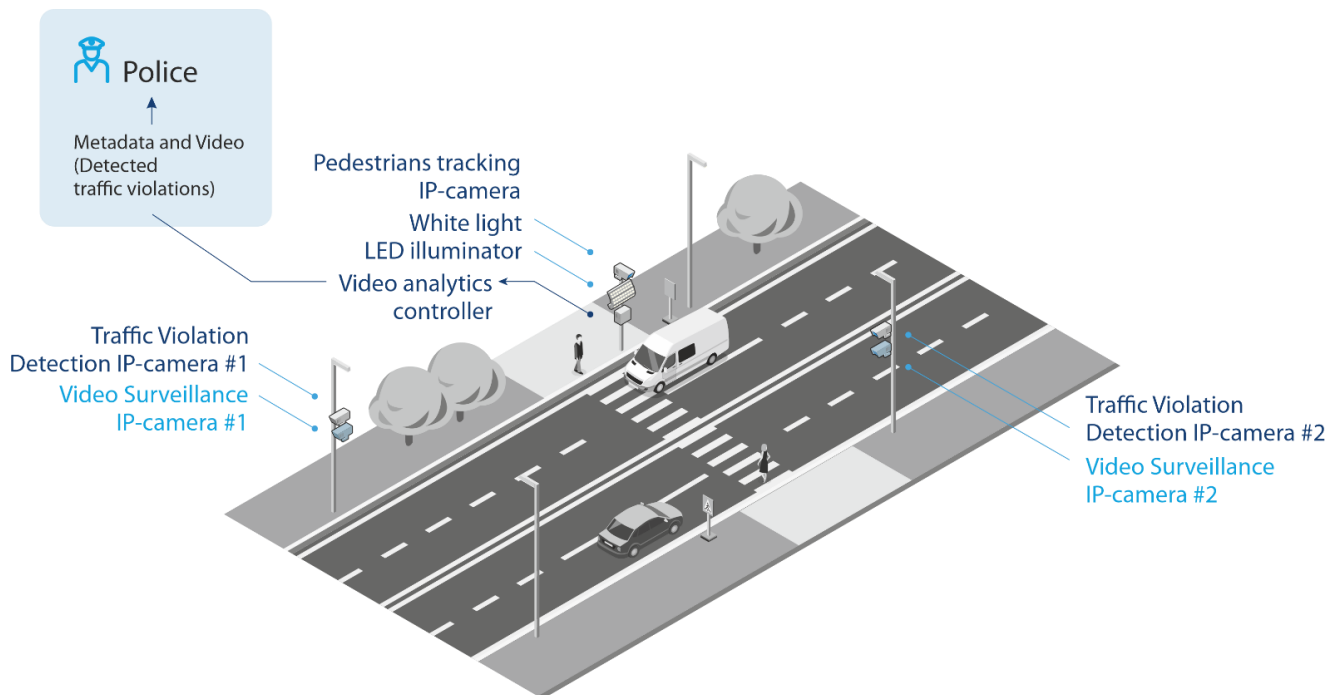 Police
Metadata and Video
(Detected
traffic violations)
Pedestrians tracking
IP-camera
White light
LED illuminator
Video analytics
controller
Traffic Violation
Detection IP-camera #1
Video Surveillance
IP-camera #1
Traffic Violation
Detection IP-camera #2
Video Surveillance
IP-camera #2